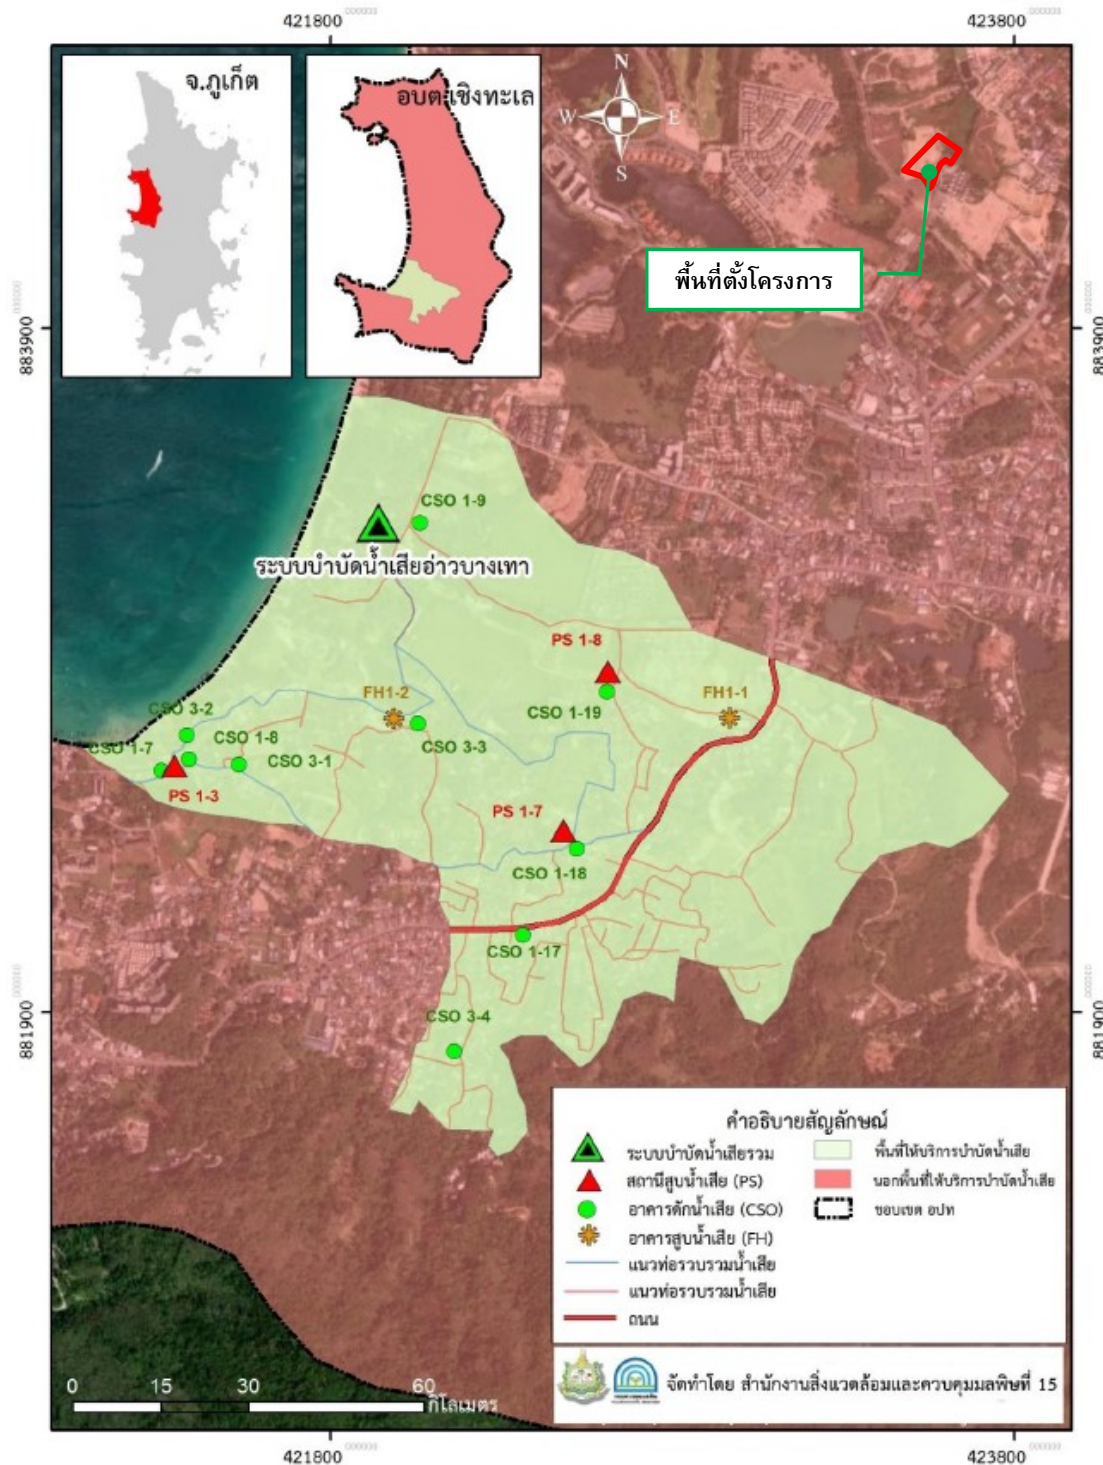 421800
423800
จ.ภูเก็ต
อบต.เชิงทะเล
N
W
E
S
พื้นที่ตั้งโครงการ
883900
883900
CSO 1-9
ระบบบำบัดน้ำเสียอ่าวบางเทา
PS 1-8
FH1-2
FH1-1
CSO 1-19
CSO 3-2
CSO 3-3
CSO 1-7
CSO 1-8
CSO 3-1
PS 1-3
PS 1-7
CSO 1-18
CSO 1-17
CSO 3-4
881900
881900
คำอธิบายสัญลักษณ์
ระบบบำบัดน้ำเสียรวม
พื้นที่ให้บริการบำบัดน้ำเสีย
สถานีสูบน้ำเสีย (PS)
นอกพื้นที่ให้บริการบำบัดน้ำเสีย
อาคารดักน้ำเสีย (CSO)
ขอบเขต อปท
อาคารสูบน้ำเสีย (FH)
แนวท่อรวบรวมน้ำเสีย
แนวท่อรวบรวมน้ำเสีย
ถนน
จัดทำโดย สำนักงานสิ่งแวดล้อมและควบคุมมลพิษที่ 15
0 15 30 60
กิโลเมตร
421800
423800